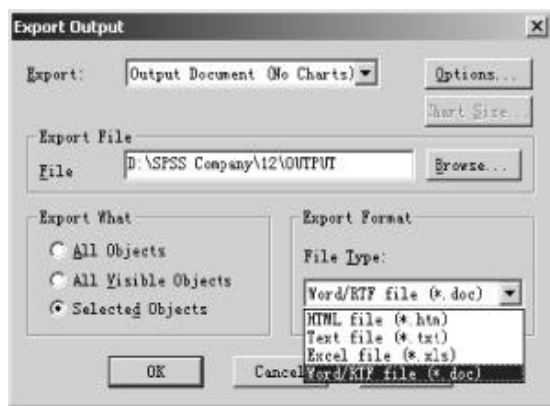 Export Output
Export: Output Document (No Charts)
Options...
Chart Size...
Export File
File D:\SPSS Company\12\OUTPUT
Browse...
Export What
All Objects
All Visible Objects
Selected Objects
Export Format
File Type:
Word/RTF file (*.doc)
HTML file (*.htm)
Text file (*.txt)
Excel file (*.xls)
Word/RTF file (*.doc)
OK
Cancel